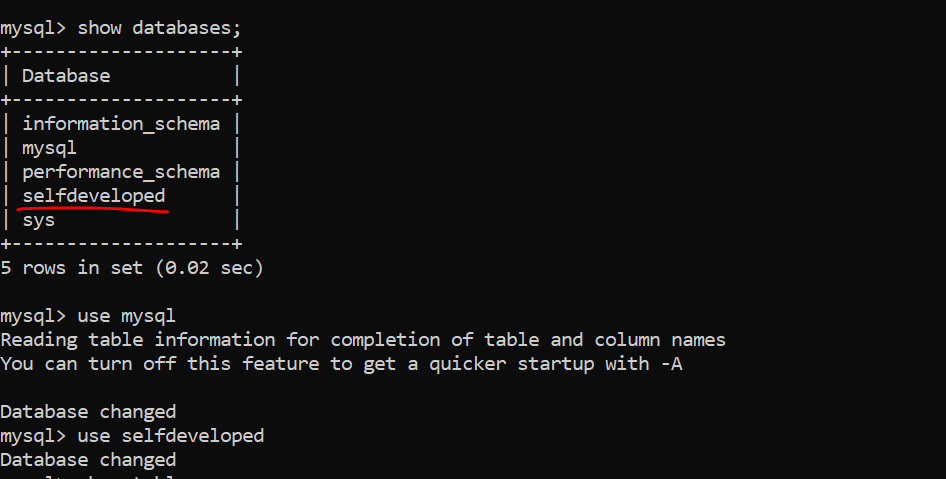 mysql> show databases;
+--------------------+
| Database           |
+--------------------+
| information_schema |
| mysql              |
| performance_schema |
| selfdeveloped      |
| sys                |
+--------------------+
5 rows in set (0.02 sec)
mysql> use mysql
Reading table information for completion of table and column names
You can turn off this feature to get a quicker startup with -A
Database changed
mysql> use selfdeveloped
Database changed